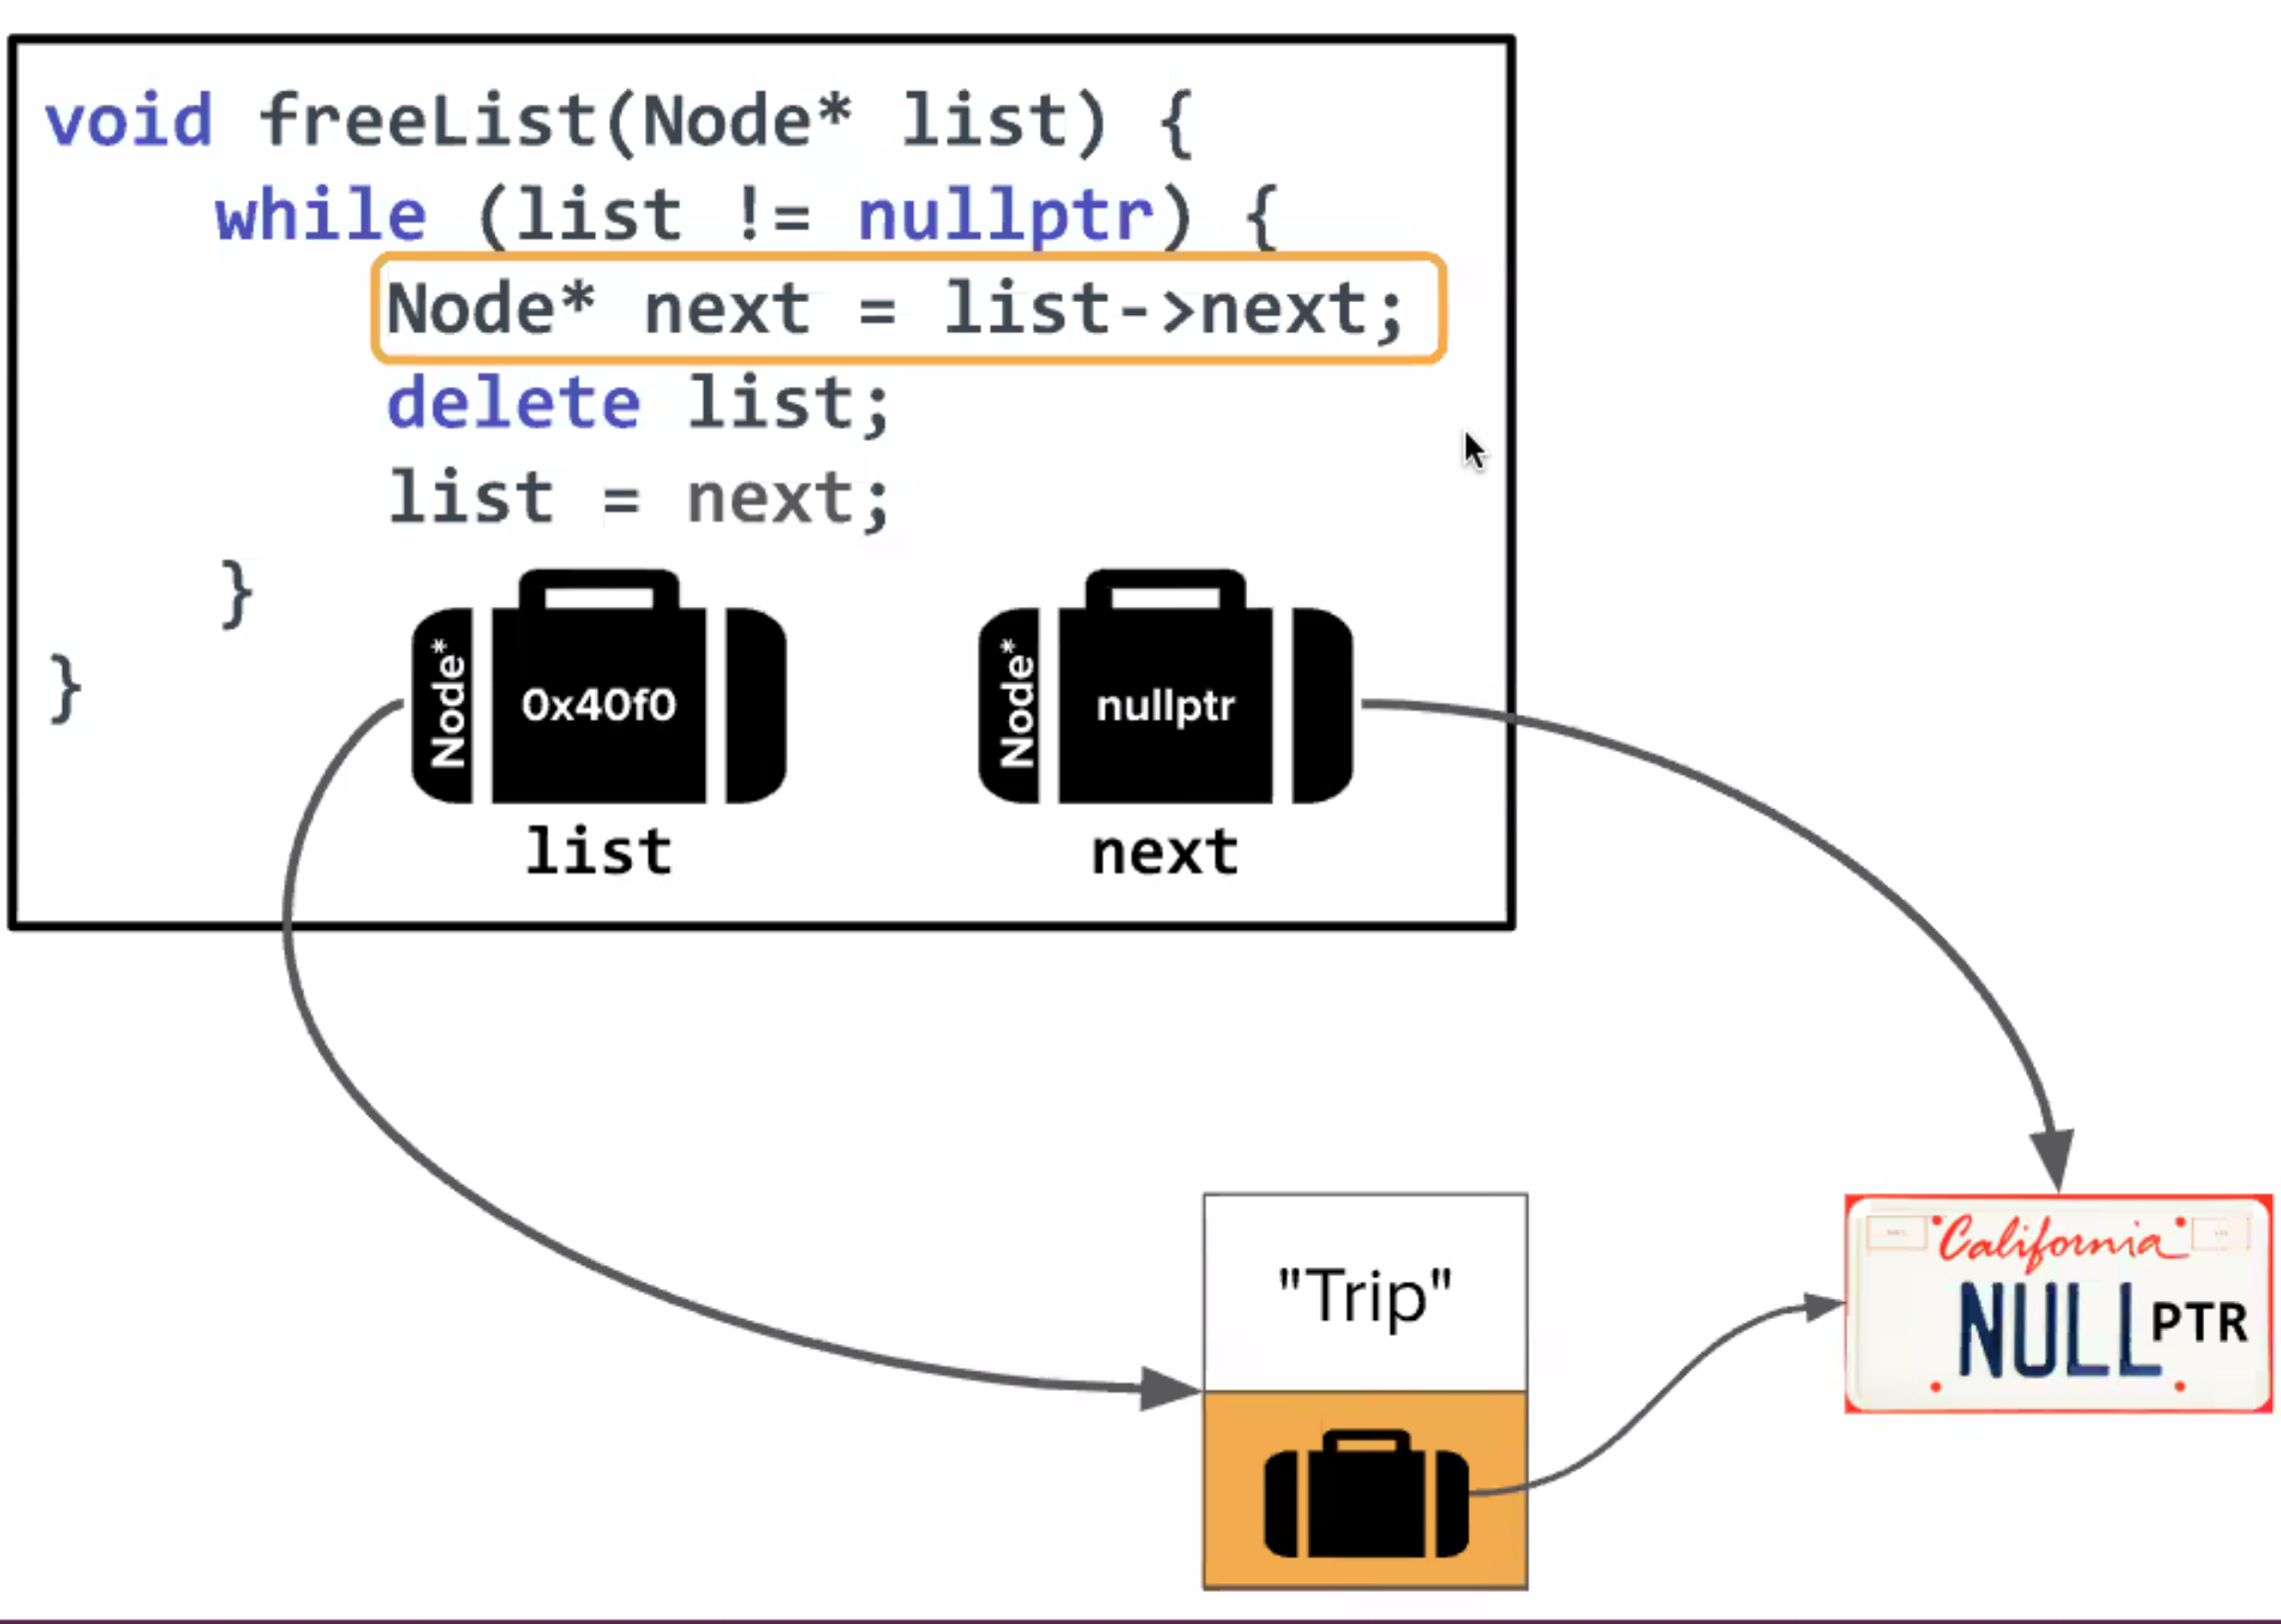 void freeList(Node* list) {
while (list != nullptr) {
Node* next = list->next;
delete list;
list = next;
}
}
Node*
0x40f0
list
Node*
nullptr
next
"Trip"
California
NULL PTR